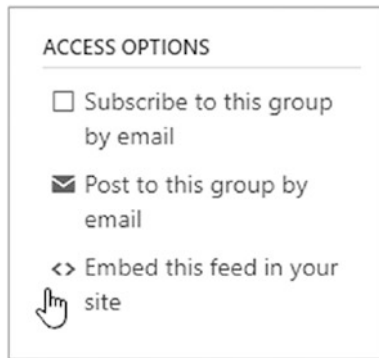 ACCESS OPTIONS
Subscribe to this group
by email
Post to this group by
email
<> Embed this feed in your
site